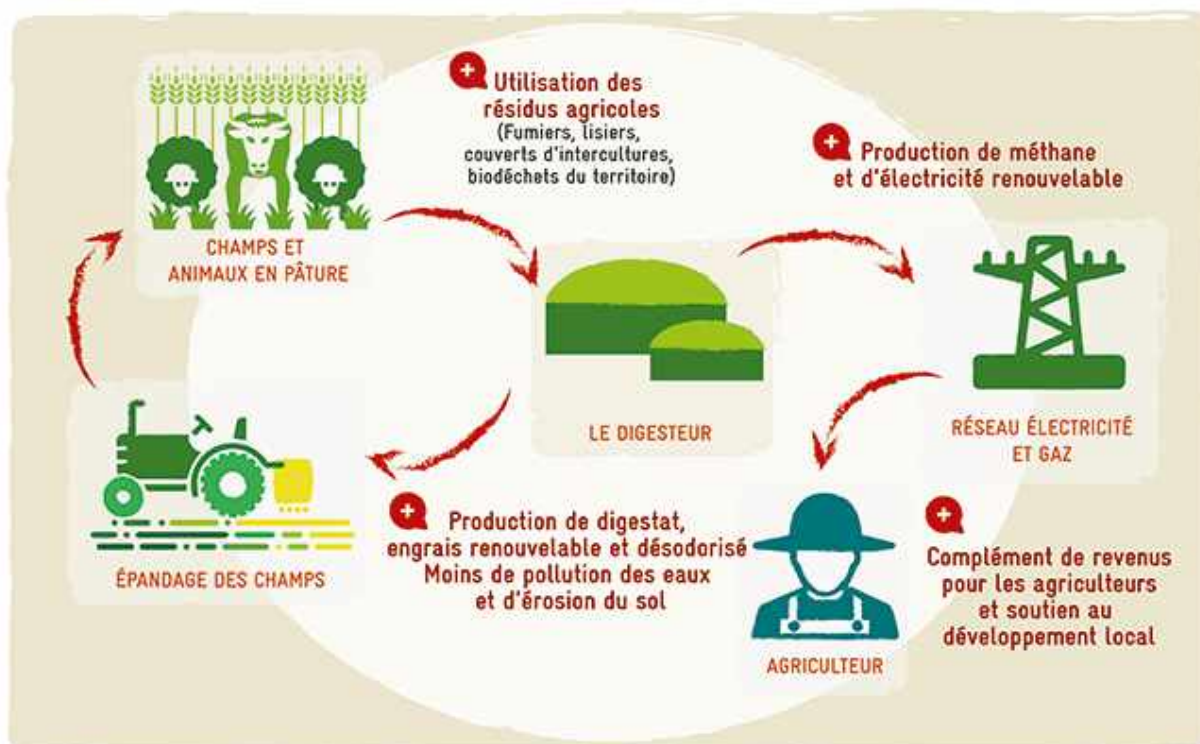 Utilisation des
résidus agricoles
(Fumiers, lisiers,
couverts d'intercultures,
biodéchets du territoire)
Production de méthane
et d'électricité renouvelable
CHAMPS ET
ANIMAUX EN PÂTURE
LE DIGESTEUR
RÉSEAU ÉLECTRICITÉ
ET GAZ
ÉPANDAGE DES CHAMPS
Production de digestat,
engrais renouvelable et désodorisé
Moins de pollution des eaux
et d'érosion du sol
AGRICULTEUR
Complément de revenus
pour les agriculteurs
et soutien au
développement local